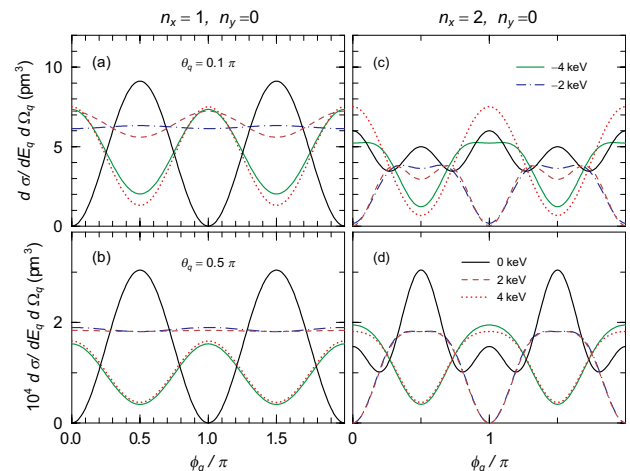 n_x = 1, n_y = 0
n_x = 2, n_y = 0
d σ / dE_q d Ω_q (pm³)
10
5
0
(a)
θ_q = 0.1 π
(c)
−4 keV
−2 keV
10⁴ d σ / dE_q d Ω_q (pm³)
2
0
(b)
θ_q = 0.5 π
(d)
0 keV
2 keV
4 keV
0.0 0.5 1.0 1.5 0 1
ϕ_q / π
ϕ_q / π